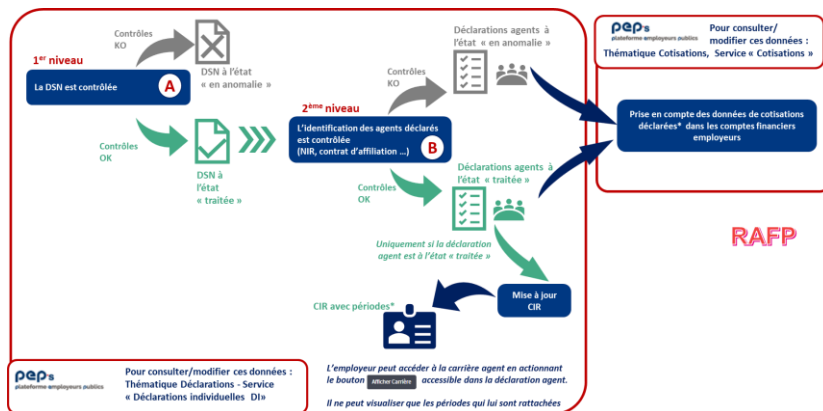 Contrôles
KO
1er niveau
La DSN est contrôlée
A
DSN à l'état
« en anomalie »
Contrôles
OK
DSN à
l'état
« traitée »
2ème niveau
L'identification des agents déclarés
est contrôlée
(NIR, contrat d'affiliation ...)
B
Contrôles
KO
Déclarations agents à
l'état « en anomalie »
Contrôles
OK
Déclarations agents à
l'état « traitée »
Uniquement si la déclaration
agent est à l'état « traitée »
Mise à jour
CIR
CIR avec périodes*
pep's
plateforme employeurs publics
Pour consulter/
modifier ces données :
Thématique Cotisations, Service « Cotisations »
Prise en compte des données de cotisations
déclarées* dans les comptes financiers
employeurs
RAFP
pep's
plateforme employeurs publics
Pour consulter/modifier ces données :
Thématique Déclarations - Service
« Déclarations individuelles DI»
L'employeur peut accéder à la carrière agent en actionnant
le bouton Afficher Carrière accessible dans la déclaration agent.
Il ne peut visualiser que les périodes qui lui sont rattachées